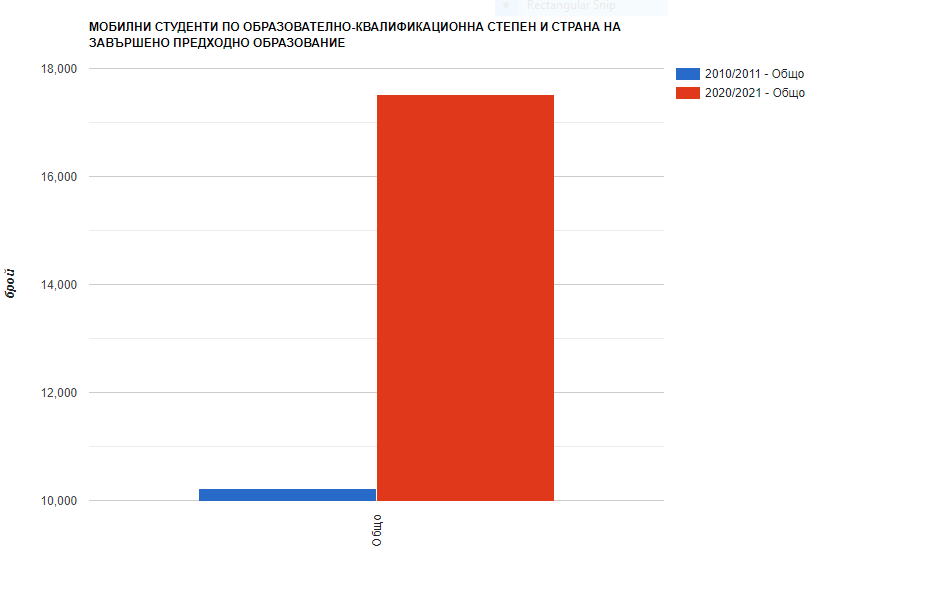 Rectangular Snip
МОБИЛНИ СТУДЕНТИ ПО ОБРАЗОВАТЕЛНО-КВАЛИФИКАЦИОННА СТЕПЕН И СТРАНА НА
ЗАВЪРШЕНО ПРЕДХОДНО ОБРАЗОВАНИЕ
18,000
16,000
14,000
12,000
10,000
брой
Общо
2010/2011 - Общо
2020/2021 - Общо